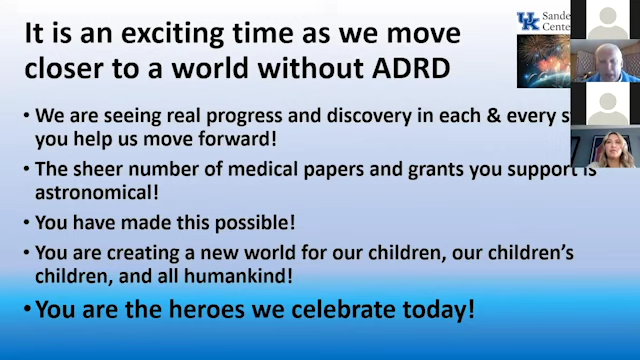 It is an exciting time as we move
closer to a world without ADRD
UK Sande
Cente
• We are seeing real progress and discovery in each & every s
you help us move forward!
• The sheer number of medical papers and grants you support is
astronomical!
• You have made this possible!
• You are creating a new world for our children, our children's
children, and all humankind!
• You are the heroes we celebrate today!